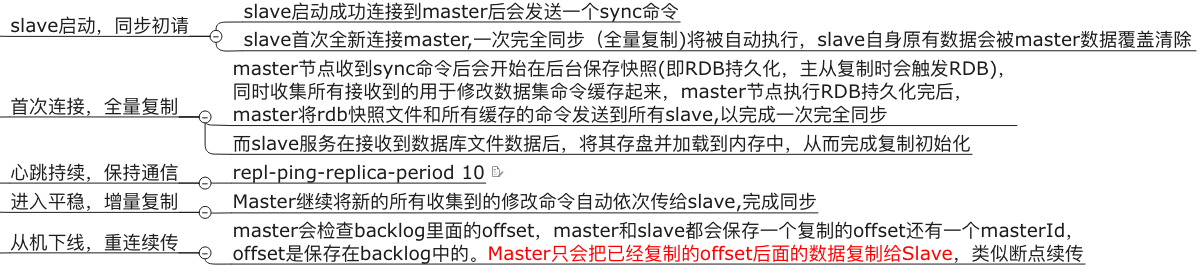 slave启动，同步初请
slave启动成功连接到master后会发送一个sync命令
slave首次全新连接master,一次完全同步（全量复制)将被自动执行，slave自身原有数据会被master数据覆盖清除
首次连接，全量复制
master节点收到sync命令后会开始在后台保存快照(即RDB持久化，主从复制时会触发RDB)，
同时收集所有接收到的用于修改数据集命令缓存起来，master节点执行RDB持久化完后，
master将rdb快照文件和所有缓存的命令发送到所有slave,以完成一次完全同步
而slave服务在接收到数据库文件数据后，将其存盘并加载到内存中，从而完成复制初始化
心跳持续，保持通信
repl-ping-replica-period 10
进入平稳，增量复制
Master继续将新的所有收集到的修改命令自动依次传给slave,完成同步
从机下线，重连续传
master会检查backlog里面的offset，master和slave都会保存一个复制的offset还有一个masterId，
offset是保存在backlog中的。Master只会把已经复制的offset后面的数据复制给Slave，类似断点续传